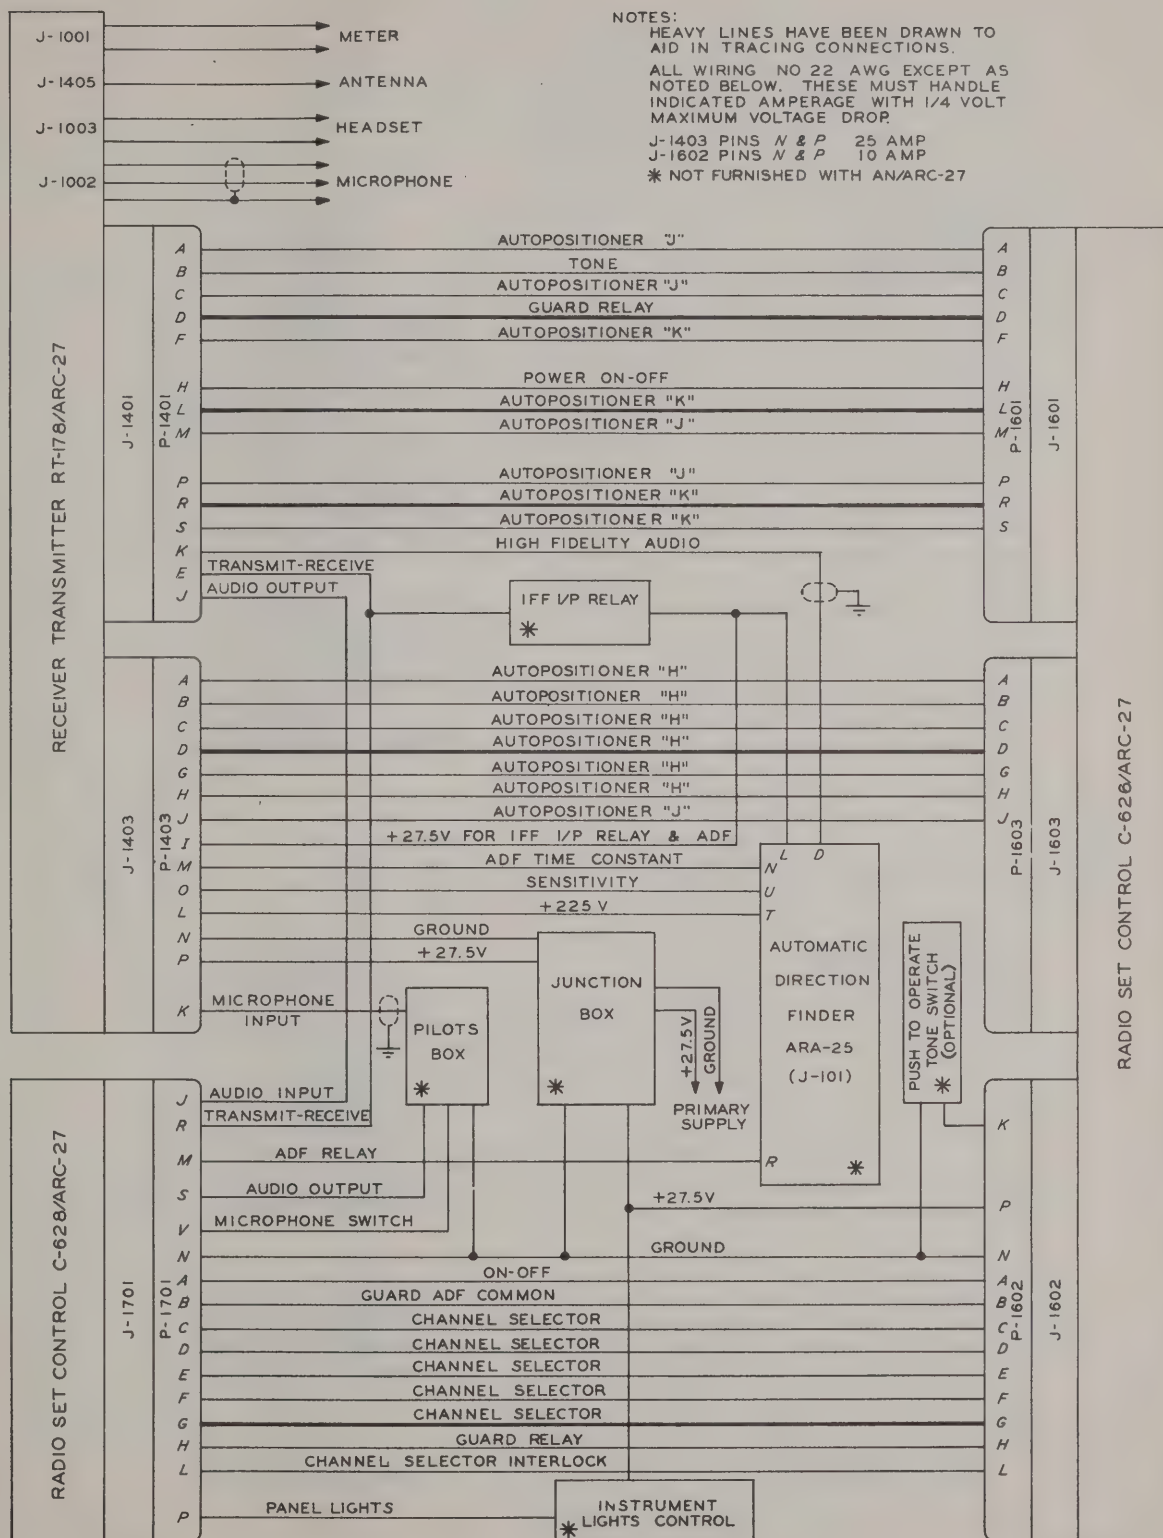 NOTES:
HEAVY LINES HAVE BEEN DRAWN TO
AID IN TRACING CONNECTIONS.
ALL WIRING NO 22 AWG EXCEPT AS
NOTED BELOW. THESE MUST HANDLE
INDICATED AMPERAGE WITH 1/4 VOLT
MAXIMUM VOLTAGE DROP.
J-1403 PINS N & P 25 AMP
J-1602 PINS N & P 10 AMP
* NOT FURNISHED WITH AN/ARC-27
J-1001 METER
J-1405 ANTENNA
J-1003 HEADSET
J-1002 MICROPHONE
RECEIVER TRANSMITTER RT-178/ARC-27
J-1401
P-1401
A AUTOPOSITIONER "J" A
B TONE B
C AUTOPOSITIONER "J" C
D GUARD RELAY D
F AUTOPOSITIONER "K" F
H POWER ON-OFF H
L AUTOPOSITIONER "K" L
M AUTOPOSITIONER "J" M
P AUTOPOSITIONER "J" P
R AUTOPOSITIONER "K" R
S AUTOPOSITIONER "K" S
K HIGH FIDELITY AUDIO
E TRANSMIT-RECEIVE
J AUDIO OUTPUT
IFF I/P RELAY
*
P-1601
J-1601
J-1403
P-1403
A AUTOPOSITIONER "H" A
B AUTOPOSITIONER "H" B
C AUTOPOSITIONER "H" C
D AUTOPOSITIONER "H" D
G AUTOPOSITIONER "H" G
H AUTOPOSITIONER "H" H
J AUTOPOSITIONER "J" J
I +27.5V FOR IFF I/P RELAY & ADF L D
M ADF TIME CONSTANT N
O SENSITIVITY U
L +225 V T
N GROUND
P +27.5V
K MICROPHONE
INPUT
P-1603
J-1603
RADIO SET CONTROL C-626/ARC-27
PILOTS
BOX
*
JUNCTION
BOX
*
+27.5V
GROUND
PRIMARY
SUPPLY
AUTOMATIC
DIRECTION
FINDER
ARA-25
(J-101)
*
PUSH TO OPERATE
TONE SWITCH
(OPTIONAL)
*
RADIO SET CONTROL C-628/ARC-27
J-1701
P-1701
J AUDIO INPUT
R TRANSMIT-RECEIVE K
M ADF RELAY R
S AUDIO OUTPUT
+27.5V P
V MICROPHONE SWITCH
N GROUND N
A ON-OFF A
B GUARD ADF COMMON B
C CHANNEL SELECTOR C
D CHANNEL SELECTOR D
E CHANNEL SELECTOR E
F CHANNEL SELECTOR F
G CHANNEL SELECTOR G
H GUARD RELAY H
L CHANNEL SELECTOR INTERLOCK L
P PANEL LIGHTS
INSTRUMENT
* LIGHTS CONTROL
P-1602
J-1602